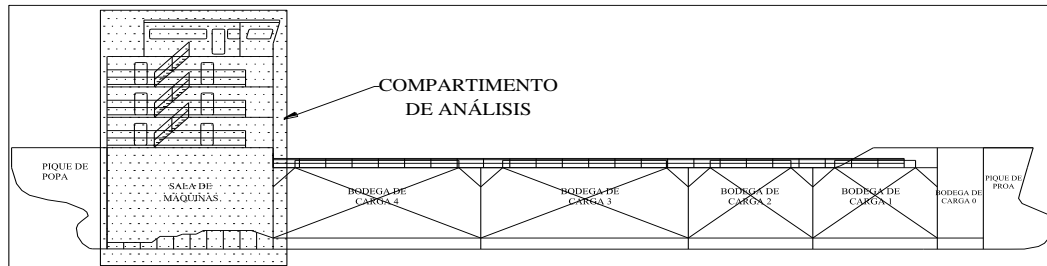 COMPARTIMENTO
DE ANÁLISIS
PIQUE DE
POPA
SALA DE
MAQUINAS
BODEGA DE
CARGA 4
BODEGA DE
CARGA 3
BODEGA DE
CARGA 2
BODEGA DE
CARGA 1
BODEGA DE
CARGA 0
PIQUE DE
PROA